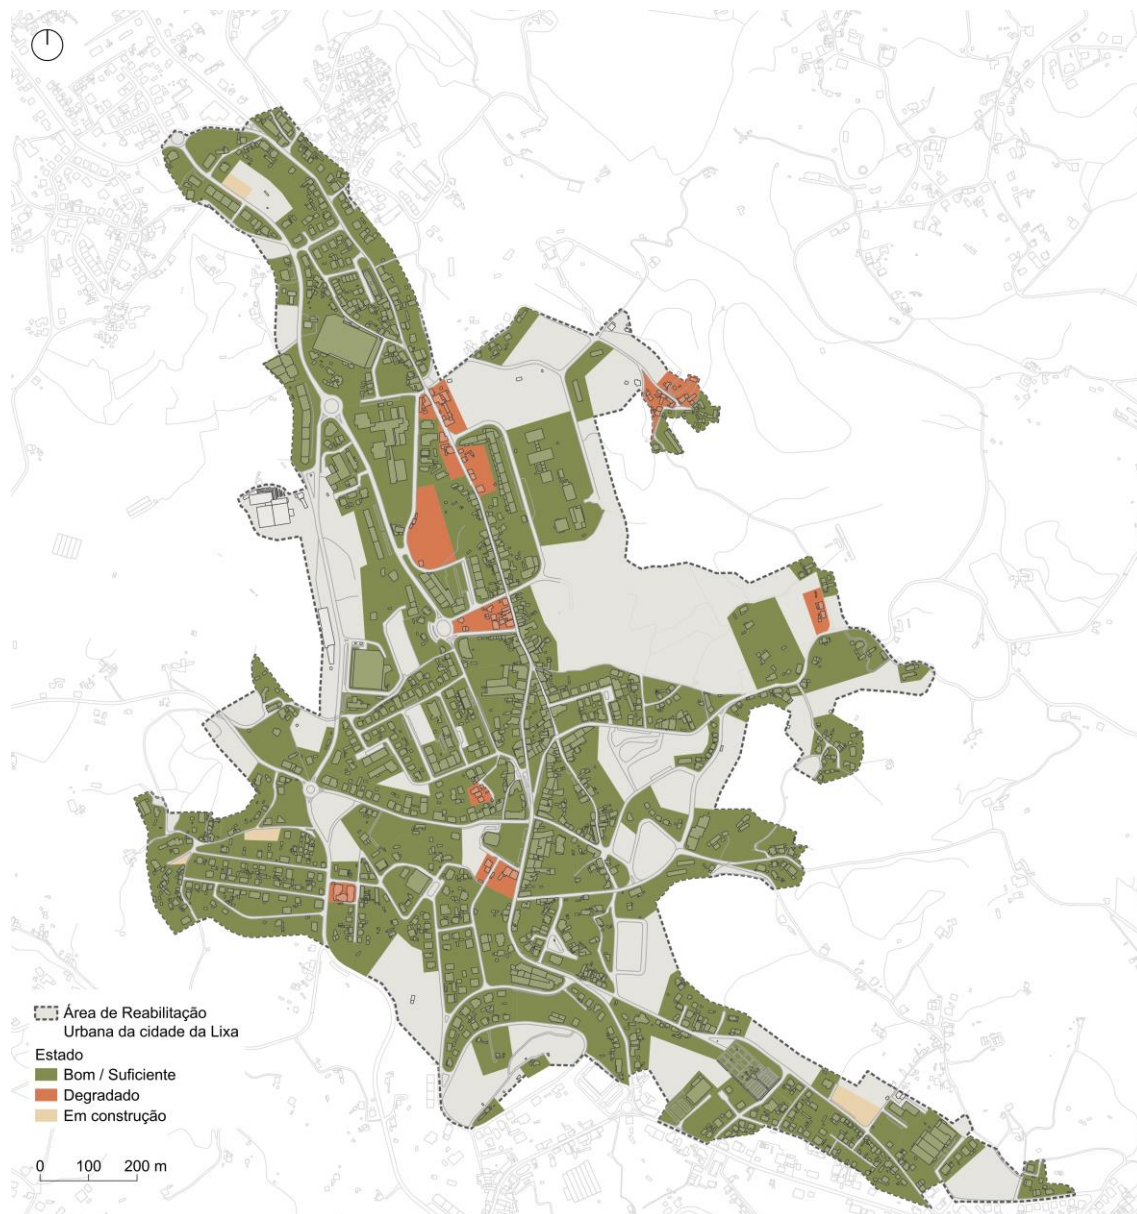 Área de Reabilitação
Urbana da cidade da Lixa
Estado
Bom / Suficiente
Degradado
Em construção
0 100 200 m